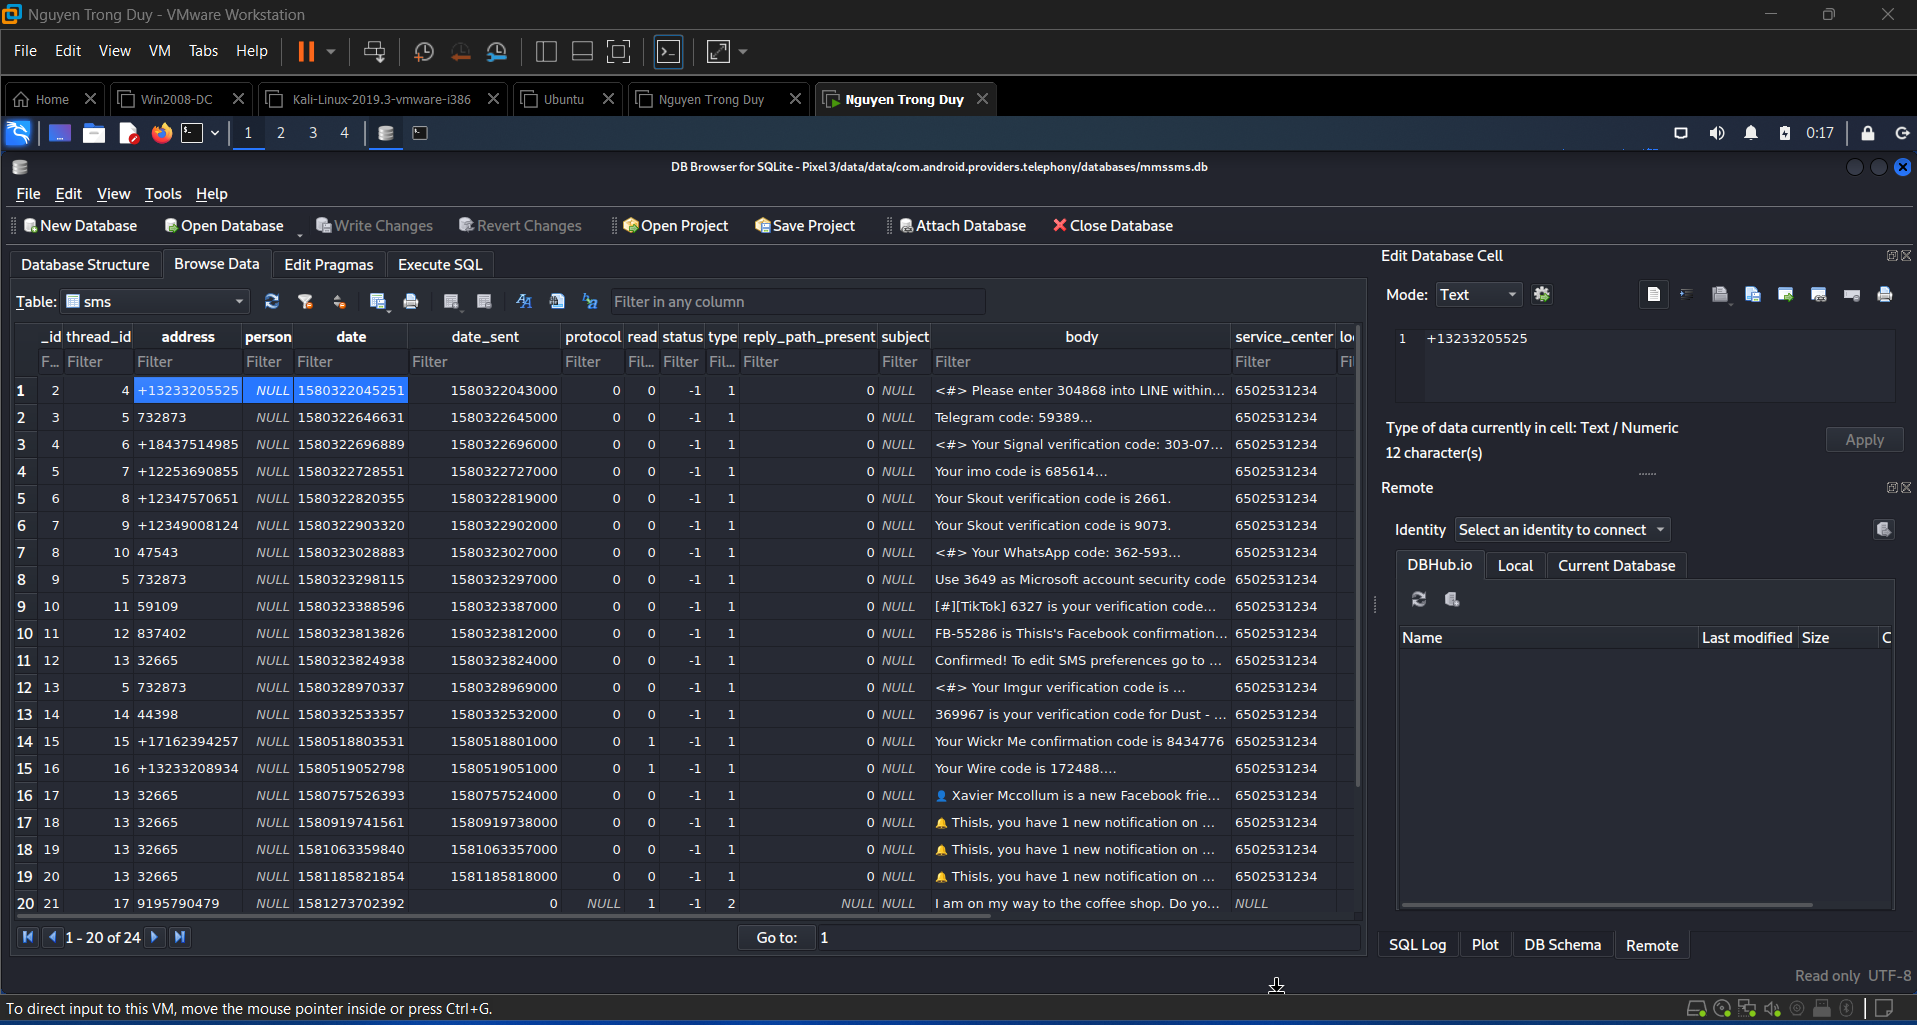 Nguyen Trong Duy - VMware Workstation
File Edit View VM Tabs Help
Home Win2008-DC Kali-Linux-2019.3-vmware-i386 Ubuntu Nguyen Trong Duy Nguyen Trong Duy
1 2 3 4 0:17
DB Browser for SQLite - Pixel 3/data/data/com.android.providers.telephony/databases/mmssms.db
File Edit View Tools Help
New Database Open Database Write Changes Revert Changes Open Project Save Project Attach Database Close Database
Database Structure Browse Data Edit Pragmas Execute SQL
Table: sms Filter in any column
_id thread_id address person date date_sent protocol read status type reply_path_present subject body service_center lo
F... Filter Filter Filter Filter Filter Filter Fil... Filter Fil... Filter Filter Filter Filter Fil
1 2 4 +13233205525 NULL 1580322045251 1580322043000 0 0 -1 1 0 NULL <#> Please enter 304868 into LINE within... 6502531234
2 3 5 732873 NULL 1580322646631 1580322645000 0 0 -1 1 0 NULL Telegram code: 59389... 6502531234
3 4 6 +18437514985 NULL 1580322696889 1580322696000 0 0 -1 1 0 NULL <#> Your Signal verification code: 303-07... 6502531234
4 5 7 +12253690855 NULL 1580322728551 1580322727000 0 0 -1 1 0 NULL Your imo code is 685614... 6502531234
5 6 8 +12347570651 NULL 1580322820355 1580322819000 0 0 -1 1 0 NULL Your Skout verification code is 2661. 6502531234
6 7 9 +12349008124 NULL 1580322903320 1580322902000 0 0 -1 1 0 NULL Your Skout verification code is 9073. 6502531234
7 8 10 47543 NULL 1580323028883 1580323027000 0 0 -1 1 0 NULL <#> Your WhatsApp code: 362-593... 6502531234
8 9 5 732873 NULL 1580323298115 1580323297000 0 0 -1 1 0 NULL Use 3649 as Microsoft account security code 6502531234
9 10 11 59109 NULL 1580323388596 1580323387000 0 0 -1 1 0 NULL [#][TikTok] 6327 is your verification code... 6502531234
10 11 12 837402 NULL 1580323813826 1580323812000 0 0 -1 1 0 NULL FB-55286 is ThisIs's Facebook confirmation... 6502531234
11 12 13 32665 NULL 1580323824938 1580323824000 0 0 -1 1 0 NULL Confirmed! To edit SMS preferences go to ... 6502531234
12 13 5 732873 NULL 1580328970337 1580328969000 0 0 -1 1 0 NULL <#> Your Imgur verification code is ... 6502531234
13 14 14 44398 NULL 1580332533357 1580332532000 0 0 -1 1 0 NULL 369967 is your verification code for Dust - ... 6502531234
14 15 15 +17162394257 NULL 1580518803531 1580518801000 0 1 -1 1 0 NULL Your Wickr Me confirmation code is 8434776 6502531234
15 16 16 +13233208934 NULL 1580519052798 1580519051000 0 1 -1 1 0 NULL Your Wire code is 172488.... 6502531234
16 17 13 32665 NULL 1580757526393 1580757524000 0 0 -1 1 0 NULL 👤 Xavier Mccollum is a new Facebook frie... 6502531234
17 18 13 32665 NULL 1580919741561 1580919738000 0 0 -1 1 0 NULL 🔔 ThisIs, you have 1 new notification on ... 6502531234
18 19 13 32665 NULL 1581063359840 1581063357000 0 0 -1 1 0 NULL 🔔 ThisIs, you have 1 new notification on ... 6502531234
19 20 13 32665 NULL 1581185821854 1581185818000 0 0 -1 1 0 NULL 🔔 ThisIs, you have 1 new notification on ... 6502531234
20 21 17 9195790479 NULL 1581273702392 0 NULL 1 -1 2 NULL NULL I am on my way to the coffee shop. Do yo... NULL
1 - 20 of 24 Go to: 1
Edit Database Cell
Mode: Text
1 +13233205525
Type of data currently in cell: Text / Numeric
12 character(s)
Apply
Remote
Identity Select an identity to connect
DBHub.io Local Current Database
Name Last modified Size C
SQL Log Plot DB Schema Remote
Read only UTF-8
To direct input to this VM, move the mouse pointer inside or press Ctrl+G.